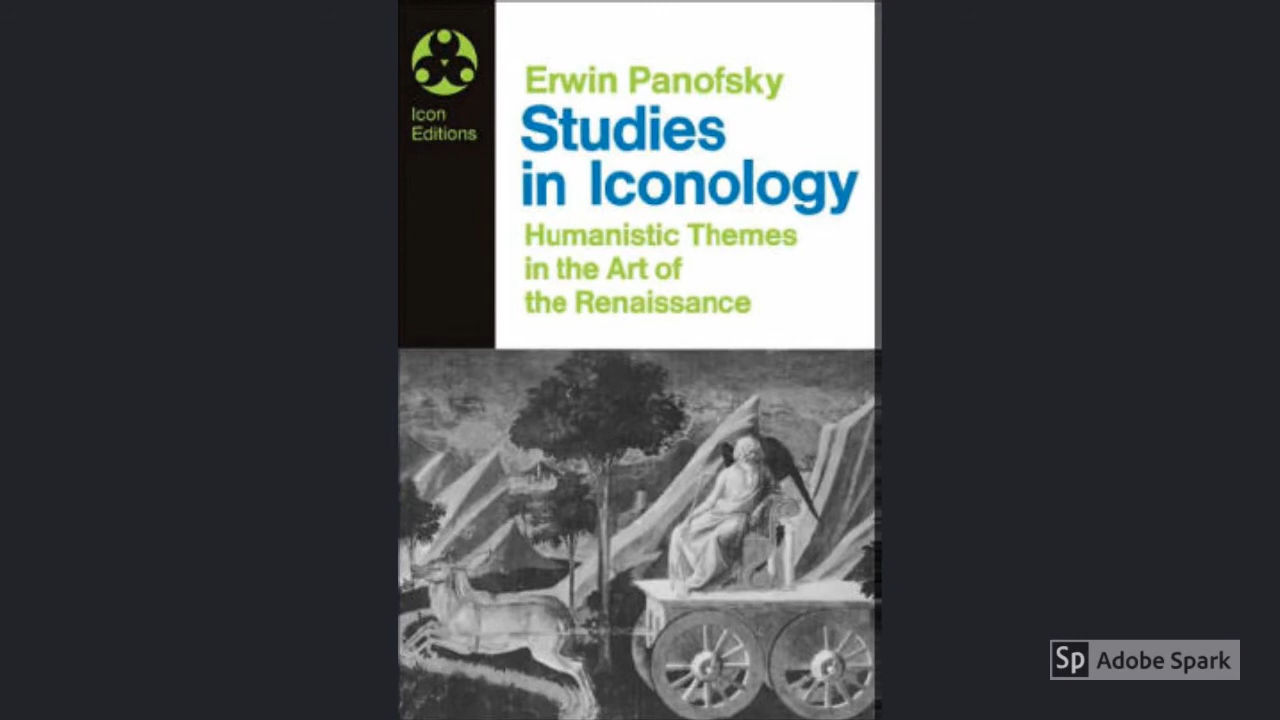 Icon
Editions
Erwin Panofsky
Studies
in Iconology
Humanistic Themes
in the Art of
the Renaissance
Sp Adobe Spark